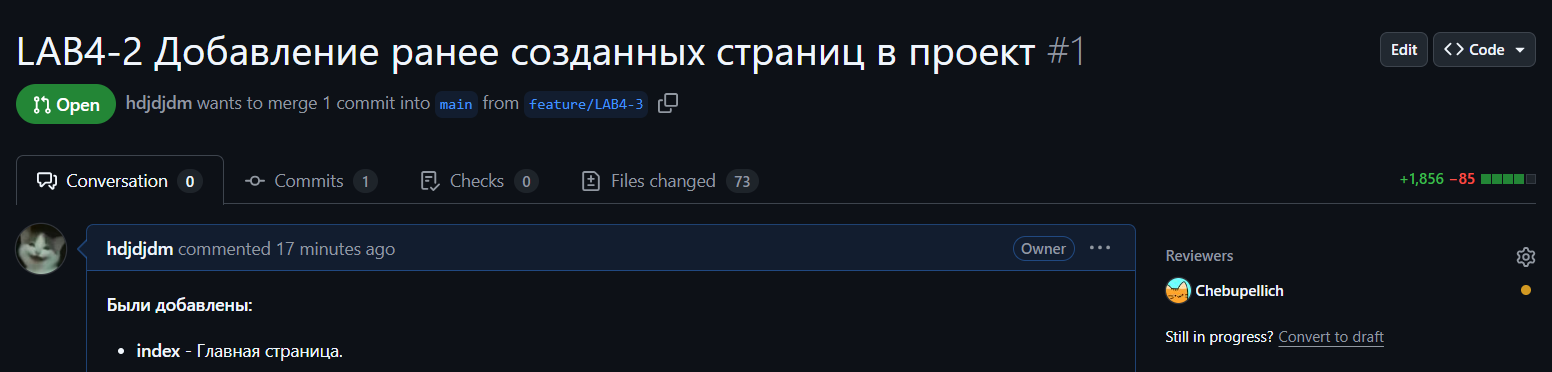 LAB4-2 Добавление ранее созданных страниц в проект #1
Edit
Code
Open
hdjdjdm wants to merge 1 commit into main from feature/LAB4-3
Conversation 0
Commits 1
Checks 0
Files changed 73
+1,856 −85
hdjdjdm commented 17 minutes ago
Owner
Были добавлены:
index - Главная страница.
Reviewers
Chebupellich
Still in progress? Convert to draft